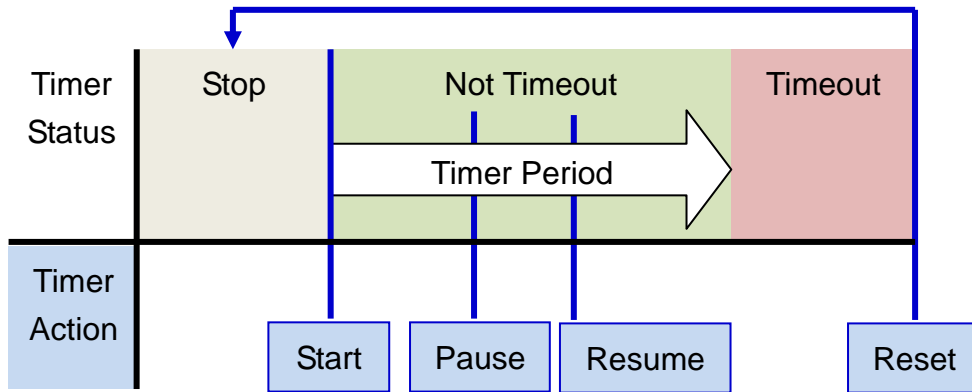 Timer
Status
Stop
Not Timeout
Timeout
Timer Period
Timer
Action
Start
Pause
Resume
Reset